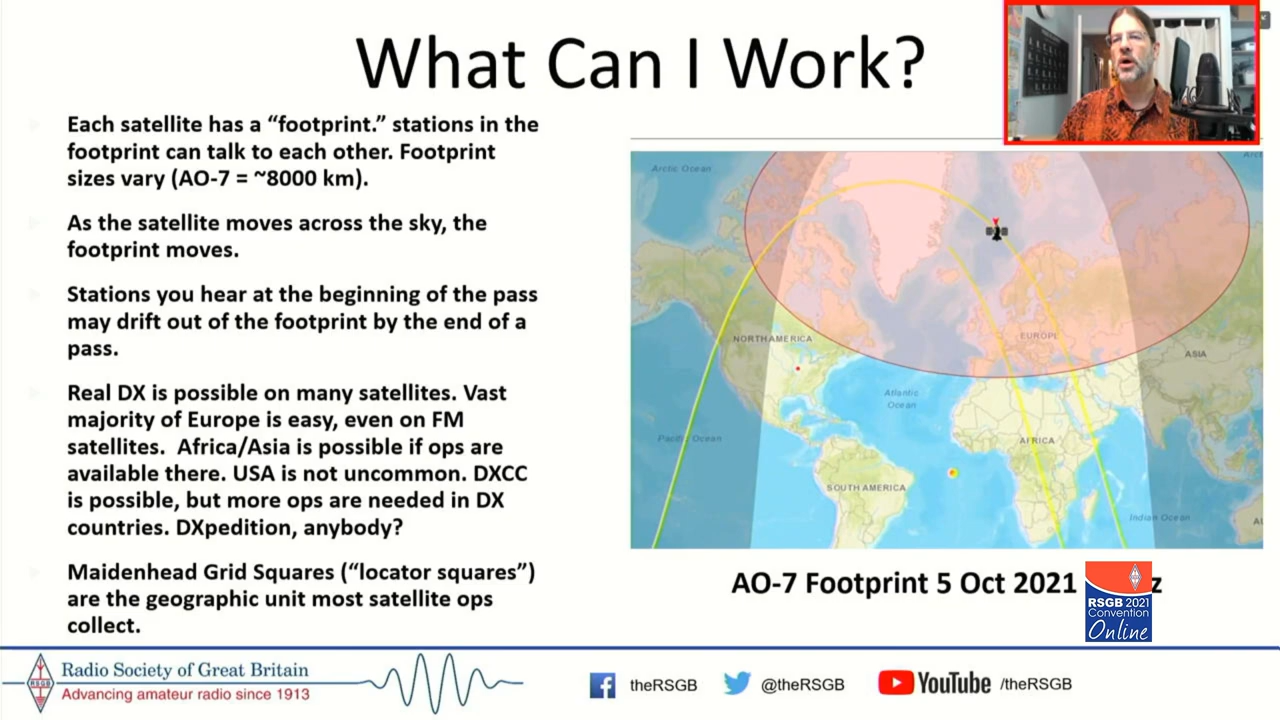 What Can I Work?
Each satellite has a “footprint.” stations in the
footprint can talk to each other. Footprint
sizes vary (AO-7 = ~8000 km).
As the satellite moves across the sky, the
footprint moves.
Stations you hear at the beginning of the pass
may drift out of the footprint by the end of a
pass.
Real DX is possible on many satellites. Vast
majority of Europe is easy, even on FM
satellites.  Africa/Asia is possible if ops are
available there. USA is not uncommon. DXCC
is possible, but more ops are needed in DX
countries. DXpedition, anybody?
Maidenhead Grid Squares (“locator squares”)
are the geographic unit most satellite ops
collect.
Arctic Ocean
NORTH AMERICA
EUROPE
ASIA
Atlantic
Ocean
Pacific Ocean
AFRICA
SOUTH AMERICA
Indian Ocean
AO-7 Footprint 5 Oct 2021
RSGB 2021
Convention
Online
RSGB
Radio Society of Great Britain
Advancing amateur radio since 1913
theRSGB
@theRSGB
YouTube /theRSGB